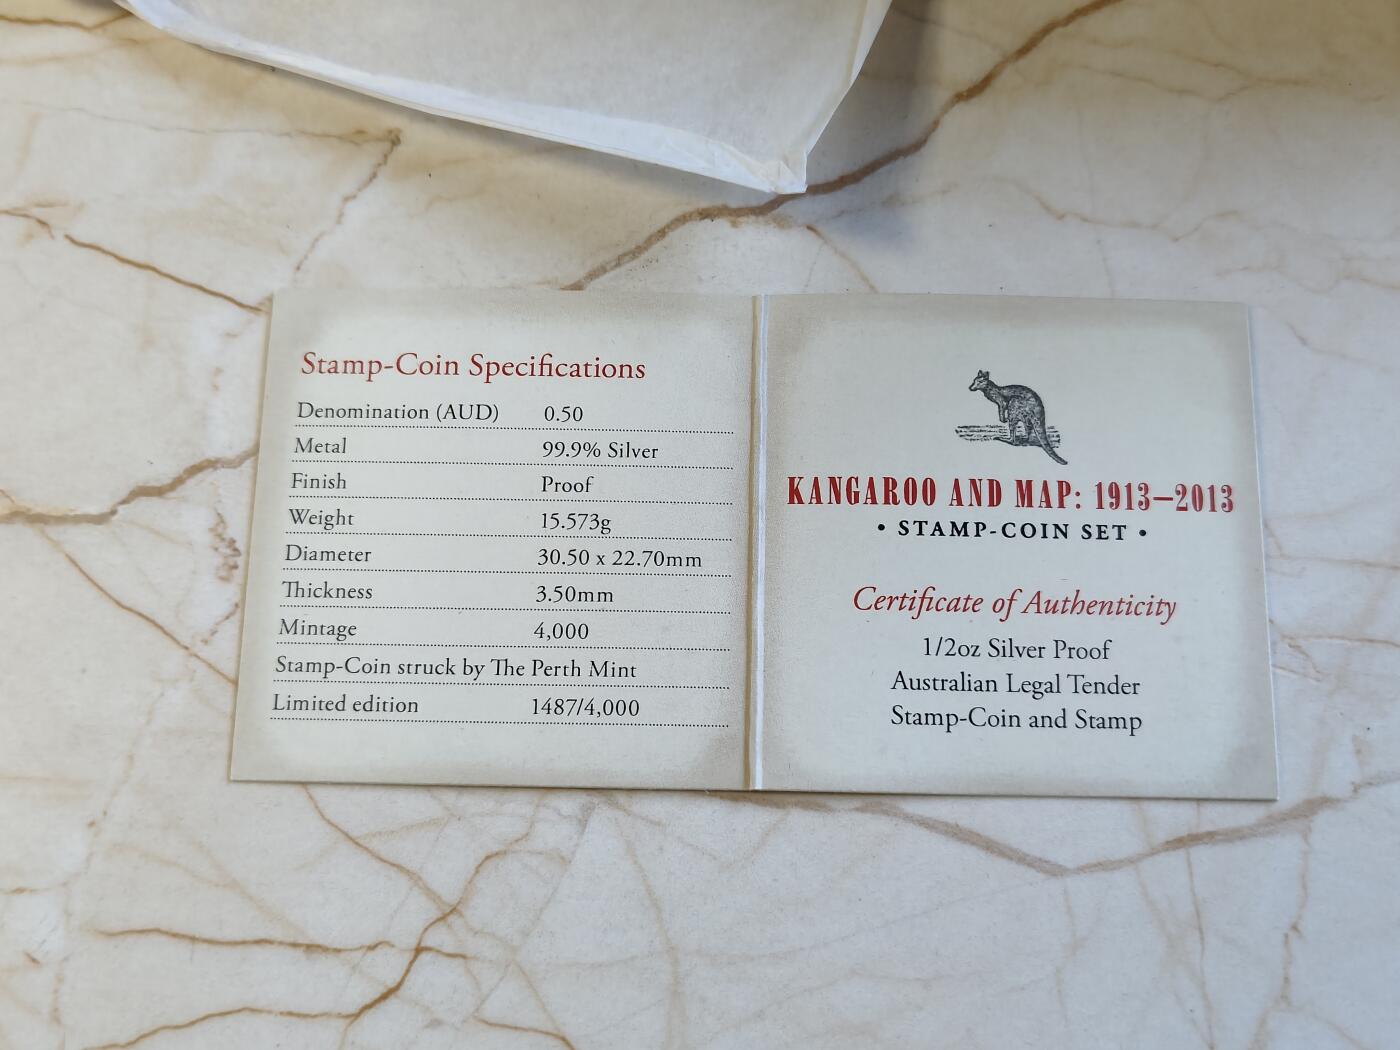 Stamp-Coin Specifications
Denomination (AUD) 0.50
Metal 99.9% Silver
Finish Proof
Weight 15.573g
Diameter 30.50 x 22.70mm
Thickness 3.50mm
Mintage 4,000
Stamp-Coin struck by The Perth Mint
Limited edition 1487/4,000
KANGAROO AND MAP: 1913–2013
• STAMP-COIN SET •
Certificate of Authenticity
1/2oz Silver Proof
Australian Legal Tender
Stamp-Coin and Stamp